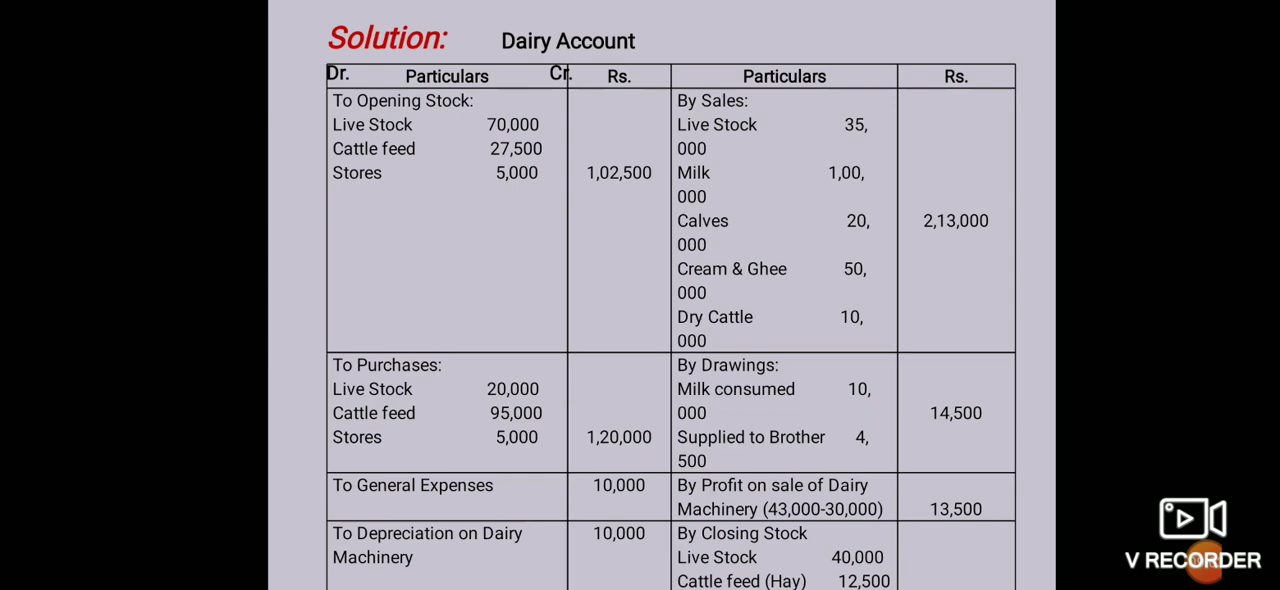 Solution: Dairy Account
Dr. Particulars Cr. Rs. Particulars Rs.
To Opening Stock: By Sales:
Live Stock 70,000 Live Stock 35,
Cattle feed 27,500 000
Stores 5,000 1,02,500 Milk 1,00,
000
Calves 20, 2,13,000
000
Cream & Ghee 50,
000
Dry Cattle 10,
000
To Purchases: By Drawings:
Live Stock 20,000 Milk consumed 10,
Cattle feed 95,000 000 14,500
Stores 5,000 1,20,000 Supplied to Brother 4,
500
To General Expenses 10,000 By Profit on sale of Dairy
Machinery (43,000-30,000) 13,500
To Depreciation on Dairy 10,000 By Closing Stock
Machinery Live Stock 40,000
Cattle feed (Hay) 12,500
V RECORDER